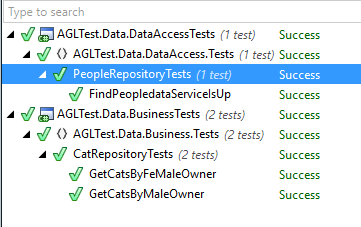 Type to search
AGLTest.Data.DataAccessTests (1 test) Success
AGLTest.Data.DataAccess.Tests (1 test) Success
PeopleRepositoryTests (1 test) Success
FindPeopledataServiceIsUp Success
AGLTest.Data.BusinessTests (2 tests) Success
AGLTest.Data.Business.Tests (2 tests) Success
CatRepositoryTests (2 tests) Success
GetCatsByFeMaleOwner Success
GetCatsByMaleOwner Success